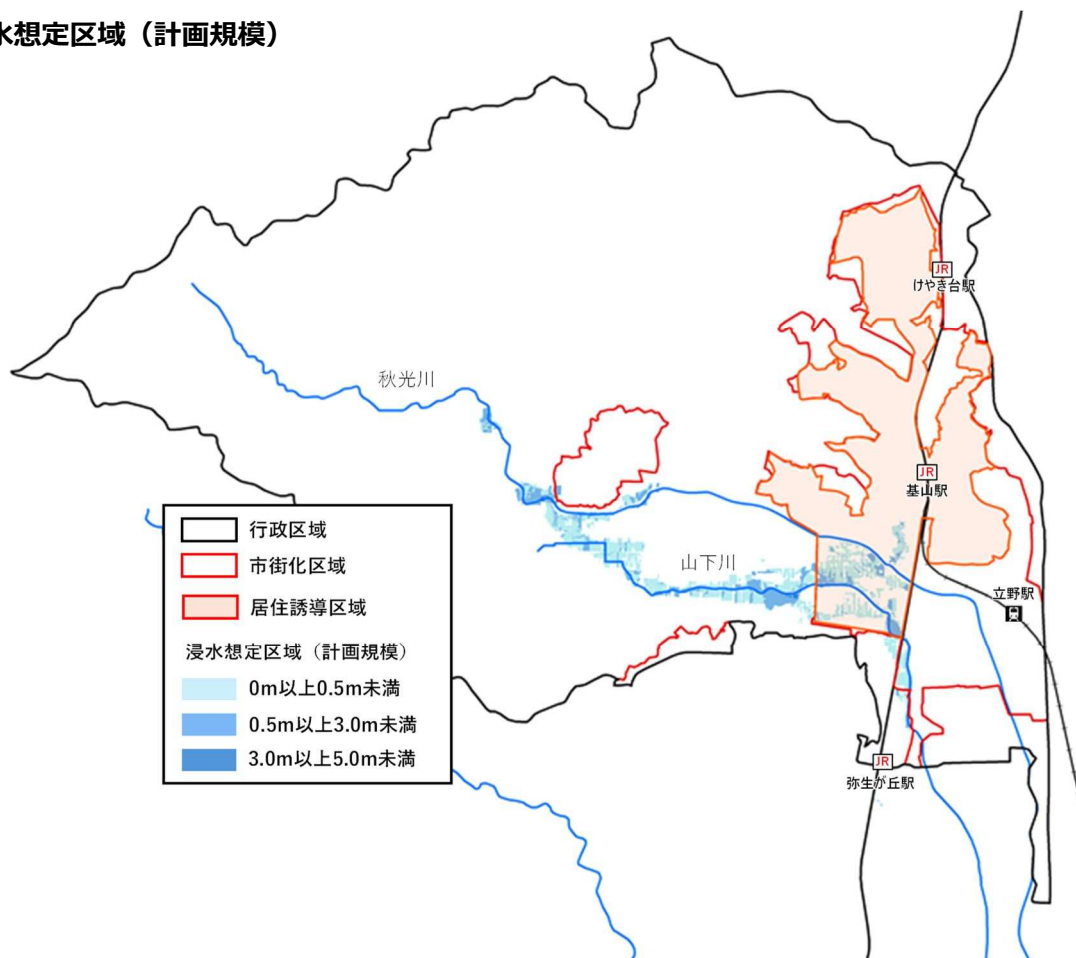 水想定区域（計画規模）
JR
けやき台駅
秋光川
JR
基山駅
行政区域
市街化区域
山下川
立野駅
居住誘導区域
浸水想定区域（計画規模）
0m以上0.5m未満
0.5m以上3.0m未満
3.0m以上5.0m未満
JR
弥生が丘駅